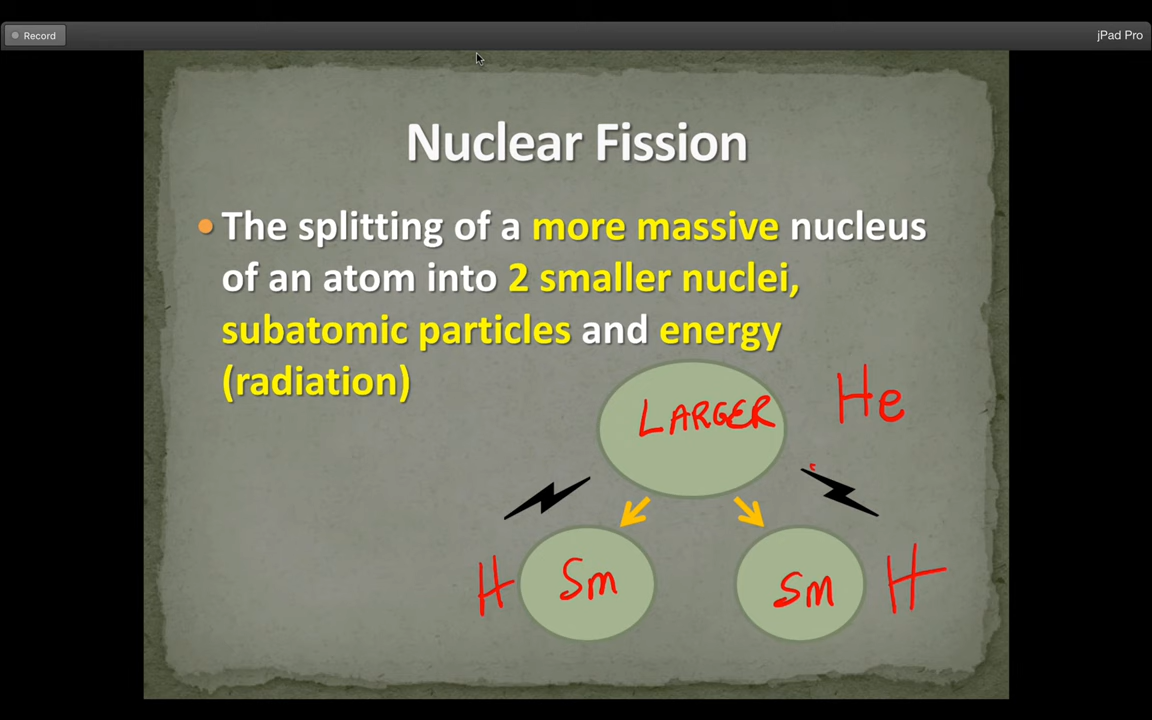 Record
jPad Pro
Nuclear Fission
• The splitting of a more massive nucleus
of an atom into 2 smaller nuclei,
subatomic particles and energy
(radiation)
He
LARGER
H Sm Sm H